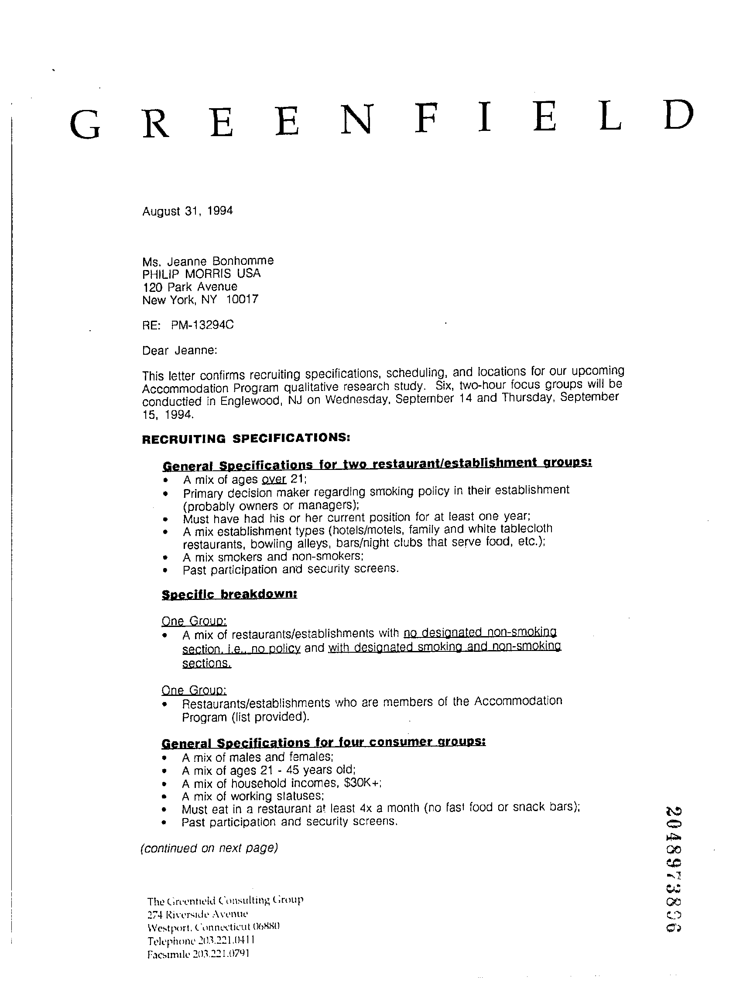 G R E E N F I E L D
August 31, 1994
Ms. Jeanne Bonhomme
PHILIP MORRIS USA
120 Park Avenue
New York, NY 10017
RE: PM-13294C
Dear Jeanne:
This letter confirms recruiting specifications, scheduling, and locations for our upcoming
Accommodation Program qualitative research study. Six, two-hour focus groups will be
conductied in Englewood, NJ on Wednesday, September 14 and Thursday, September
15, 1994.
RECRUITING SPECIFICATIONS:
General Specifications for two restaurant/establishment groups:
• A mix of ages over 21;
• Primary decision maker regarding smoking policy in their establishment
(probably owners or managers);
• Must have had his or her current position for at least one year;
• A mix establishment types (hotels/motels, family and white tablecloth
restaurants, bowling alleys, bars/night clubs that serve food, etc.);
• A mix smokers and non-smokers;
• Past participation and security screens.
Specific breakdown:
One Group:
• A mix of restaurants/establishments with no designated non-smoking
section, i.e., no policy and with designated smoking and non-smoking
sections.
One Group:
• Restaurants/establishments who are members of the Accommodation
Program (list provided).
General Specifications for four consumer groups:
• A mix of males and females;
• A mix of ages 21 - 45 years old;
• A mix of household incomes, $30K+;
• A mix of working statuses;
• Must eat in a restaurant at least 4x a month (no fast food or snack bars);
• Past participation and security screens.
(continued on next page)
The Greenfield Consulting Group
274 Riverside Avenue
Westport, Connecticut 06880
Telephone 203.221.0411
Facsimile 203.221.0791
2048973896